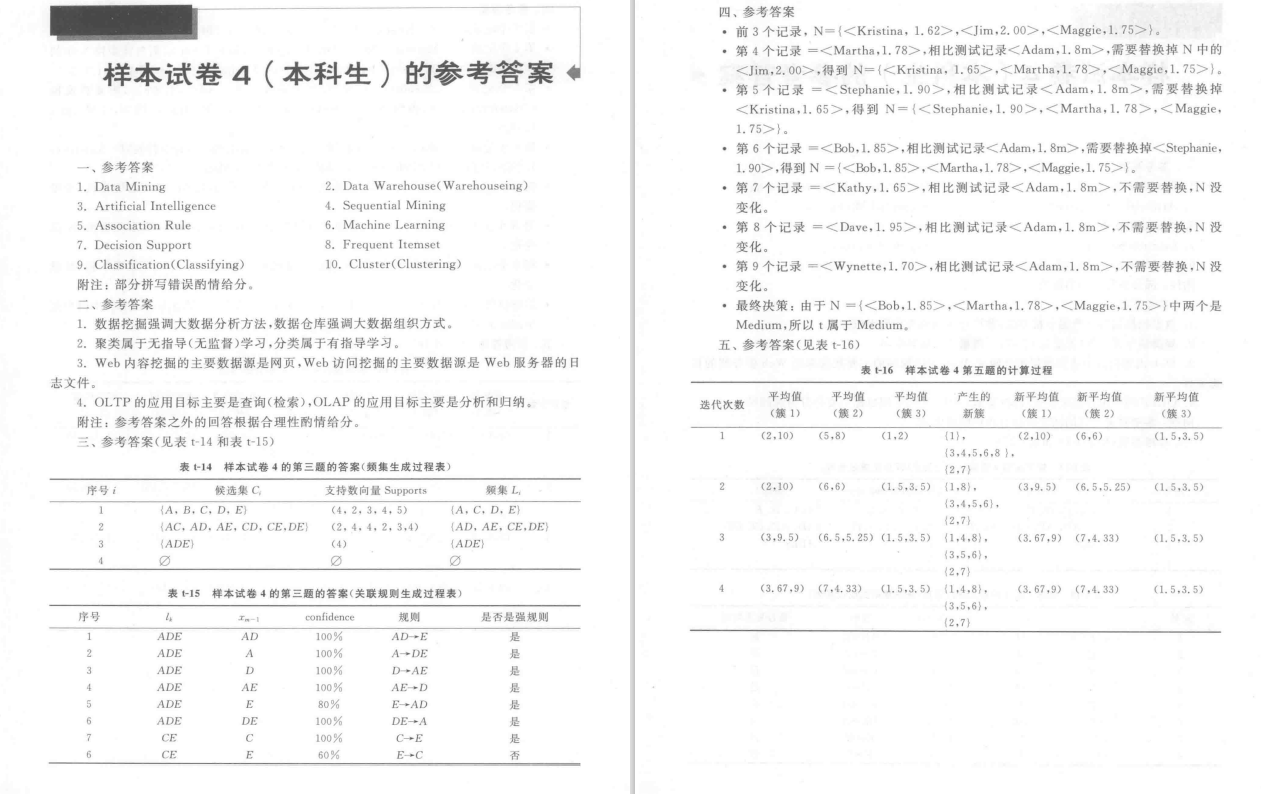 样本试卷 4 ( 本科生 ) 的参考答案
一、参考答案
1. Data Mining 2. Data Warehouse(Warehouseing)
3. Artificial Intelligence 4. Sequential Mining
5. Association Rule 6. Machine Learning
7. Decision Support 8. Frequent Itemset
9. Classification(Classifying) 10. Cluster(Clustering)
附注：部分拼写错误酌情给分。
二、参考答案
1. 数据挖掘强调大数据分析方法,数据仓库强调大数据组织方式。
2. 聚类属于无指导(无监督)学习,分类属于有指导学习。
3. Web 内容挖掘的主要数据源是网页,Web 访问挖掘的主要数据源是 Web 服务器的日
志文件。
4. OLTP 的应用目标主要是查询(检索),OLAP 的应用目标主要是分析和归纳。
附注：参考答案之外的回答根据合理性酌情给分。
三、参考答案(见表 t-14 和表 t-15)
表 t-14 样本试卷 4 的第三题的答案(频集生成过程表)
序号 i 候选集 Cᵢ 支持数向量 Supports 频集 Lᵢ
1 {A, B, C, D, E} (4, 2, 3, 4, 5) {A, C, D, E}
2 {AC, AD, AE, CD, CE,DE} (2, 4, 4, 2, 3,4) {AD, AE, CE,DE}
3 {ADE} (4) {ADE}
4 ∅ ∅ ∅
表 t-15 样本试卷 4 的第三题的答案(关联规则生成过程表)
序号 lₖ xₘ₋₁ confidence 规则 是否是强规则
1 ADE AD 100% AD→E 是
2 ADE A 100% A→DE 是
3 ADE D 100% D→AE 是
4 ADE AE 100% AE→D 是
5 ADE E 80% E→AD 是
6 ADE DE 100% DE→A 是
7 CE C 100% C→E 是
6 CE E 60% E→C 否
四、参考答案
• 前 3 个记录, N={<Kristina, 1.62>,<Jim,2.00>,<Maggie,1.75>}。
• 第 4 个记录 =<Martha,1.78>,相比测试记录<Adam,1.8m>,需要替换掉 N 中的
<Jim,2.00>,得到 N={<Kristina, 1.65>,<Martha,1.78>,<Maggie,1.75>}。
• 第 5 个记录 =<Stephanie,1.90>,相比测试记录<Adam,1.8m>,需要替换掉
<Kristina,1.65>,得到 N={<Stephanie,1.90>,<Martha,1.78>,<Maggie,
1.75>}。
• 第 6 个记录 =<Bob,1.85>,相比测试记录<Adam,1.8m>,需要替换掉<Stephanie,
1.90>,得到 N ={<Bob,1.85>,<Martha,1.78>,<Maggie,1.75>}。
• 第 7 个记录 =<Kathy,1.65>,相比测试记录<Adam,1.8m>,不需要替换,N 没
变化。
• 第 8 个记录 =<Dave,1.95>,相比测试记录<Adam,1.8m>,不需要替换,N 没
变化。
• 第 9 个记录 =<Wynette,1.70>,相比测试记录<Adam,1.8m>,不需要替换,N 没
变化。
• 最终决策：由于 N ={<Bob,1.85>,<Martha,1.78>,<Maggie,1.75>}中两个是
Medium,所以 t 属于 Medium。
五、参考答案(见表 t-16)
表 t-16 样本试卷 4 第五题的计算过程
迭代次数 平均值(簇 1) 平均值(簇 2) 平均值(簇 3) 产生的新簇 新平均值(簇 1) 新平均值(簇 2) 新平均值(簇 3)
1 (2,10) (5,8) (1,2) {1}, (2,10) (6,6) (1.5,3.5)
{3,4,5,6,8 },
{2,7}
2 (2,10) (6,6) (1.5,3.5) {1,8}, (3,9.5) (6.5,5.25) (1.5,3.5)
{3,4,5,6},
{2,7}
3 (3,9.5) (6.5,5.25) (1.5,3.5) {1,4,8}, (3.67,9) (7,4.33) (1.5,3.5)
{3,5,6},
{2,7}
4 (3.67,9) (7,4.33) (1.5,3.5) {1,4,8}, (3.67,9) (7,4.33) (1.5,3.5)
{3,5,6},
{2,7}